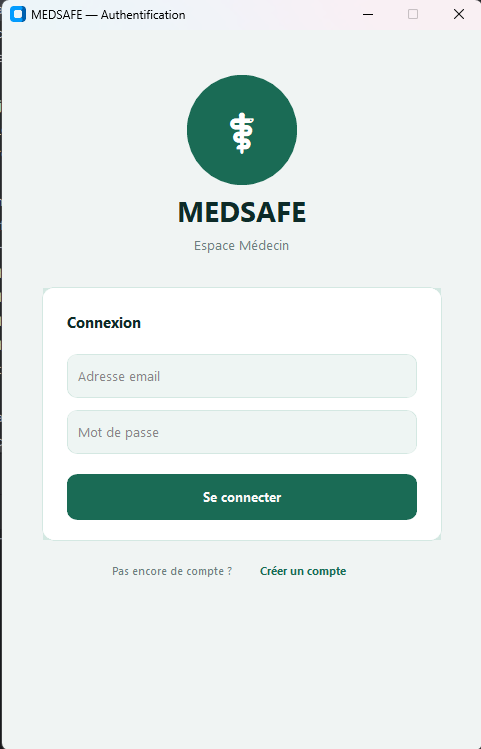 MEDSAFE — Authentification
MEDSAFE
Espace Médecin
Connexion
Adresse email
Mot de passe
Se connecter
Pas encore de compte ? Créer un compte